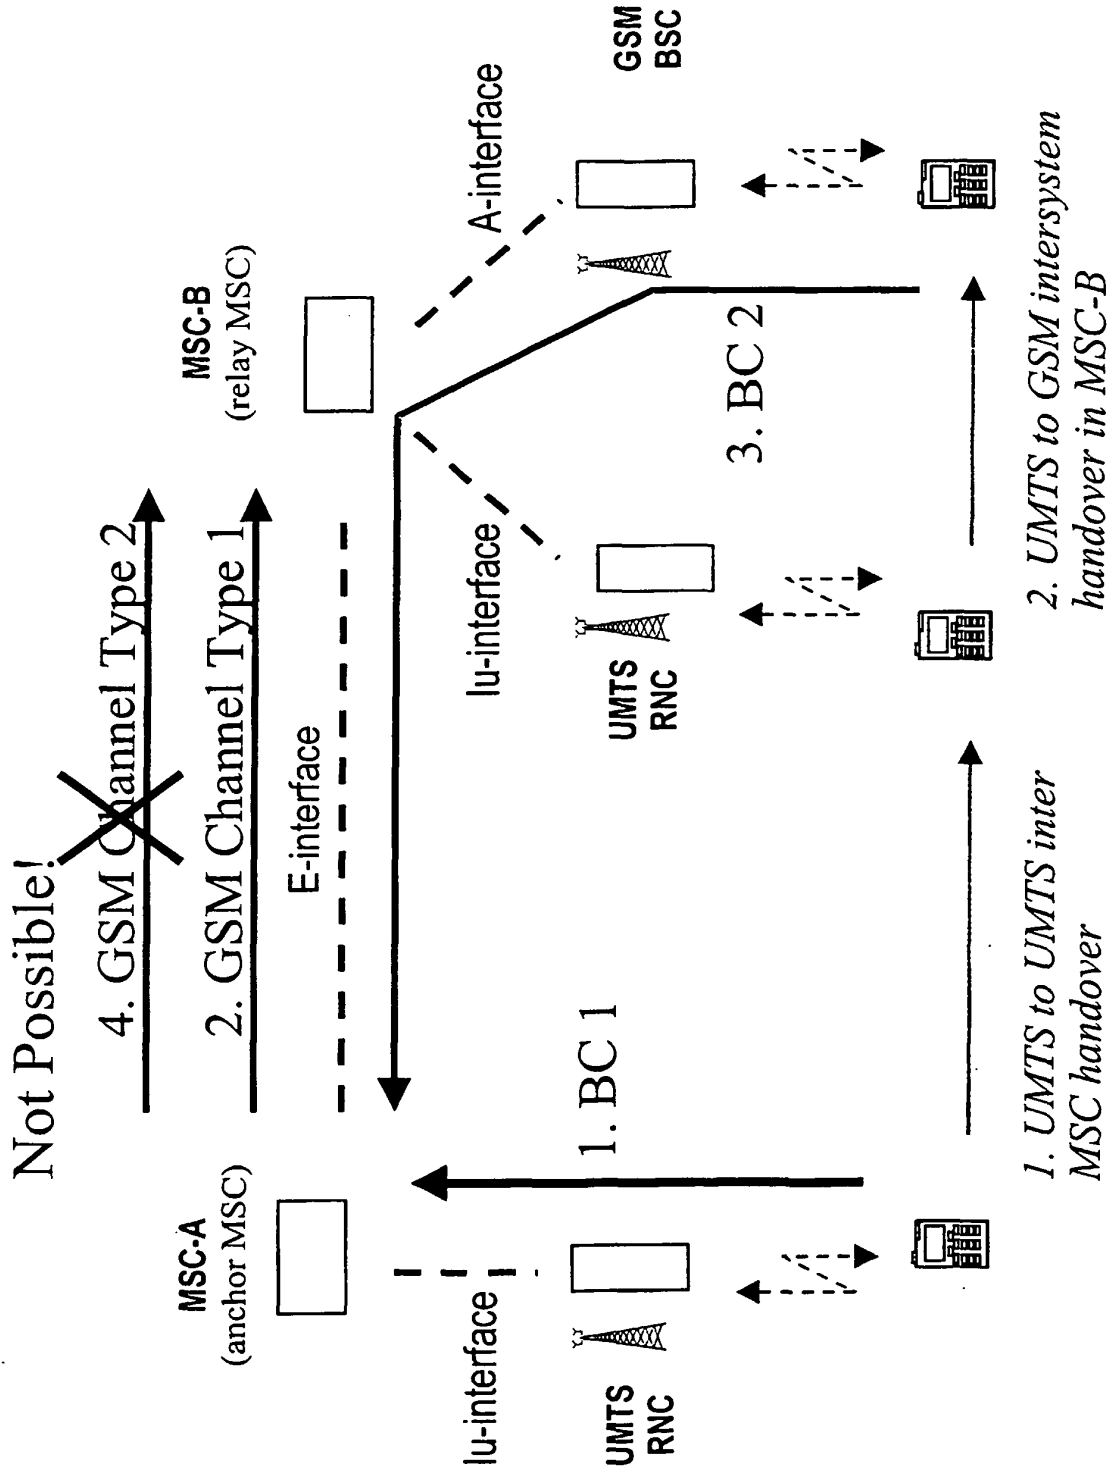 Not Possible!
4. GSM Channel Type 2
2. GSM Channel Type 1
MSC-A
(anchor MSC)
E-interface
MSC-B
(relay MSC)
Iu-interface
Iu-interface
A-interface
1. BC 1
UMTS
RNC
UMTS
RNC
GSM
BSC
3. BC 2
1. UMTS to UMTS inter
MSC handover
2. UMTS to GSM intersystem
handover in MSC-B